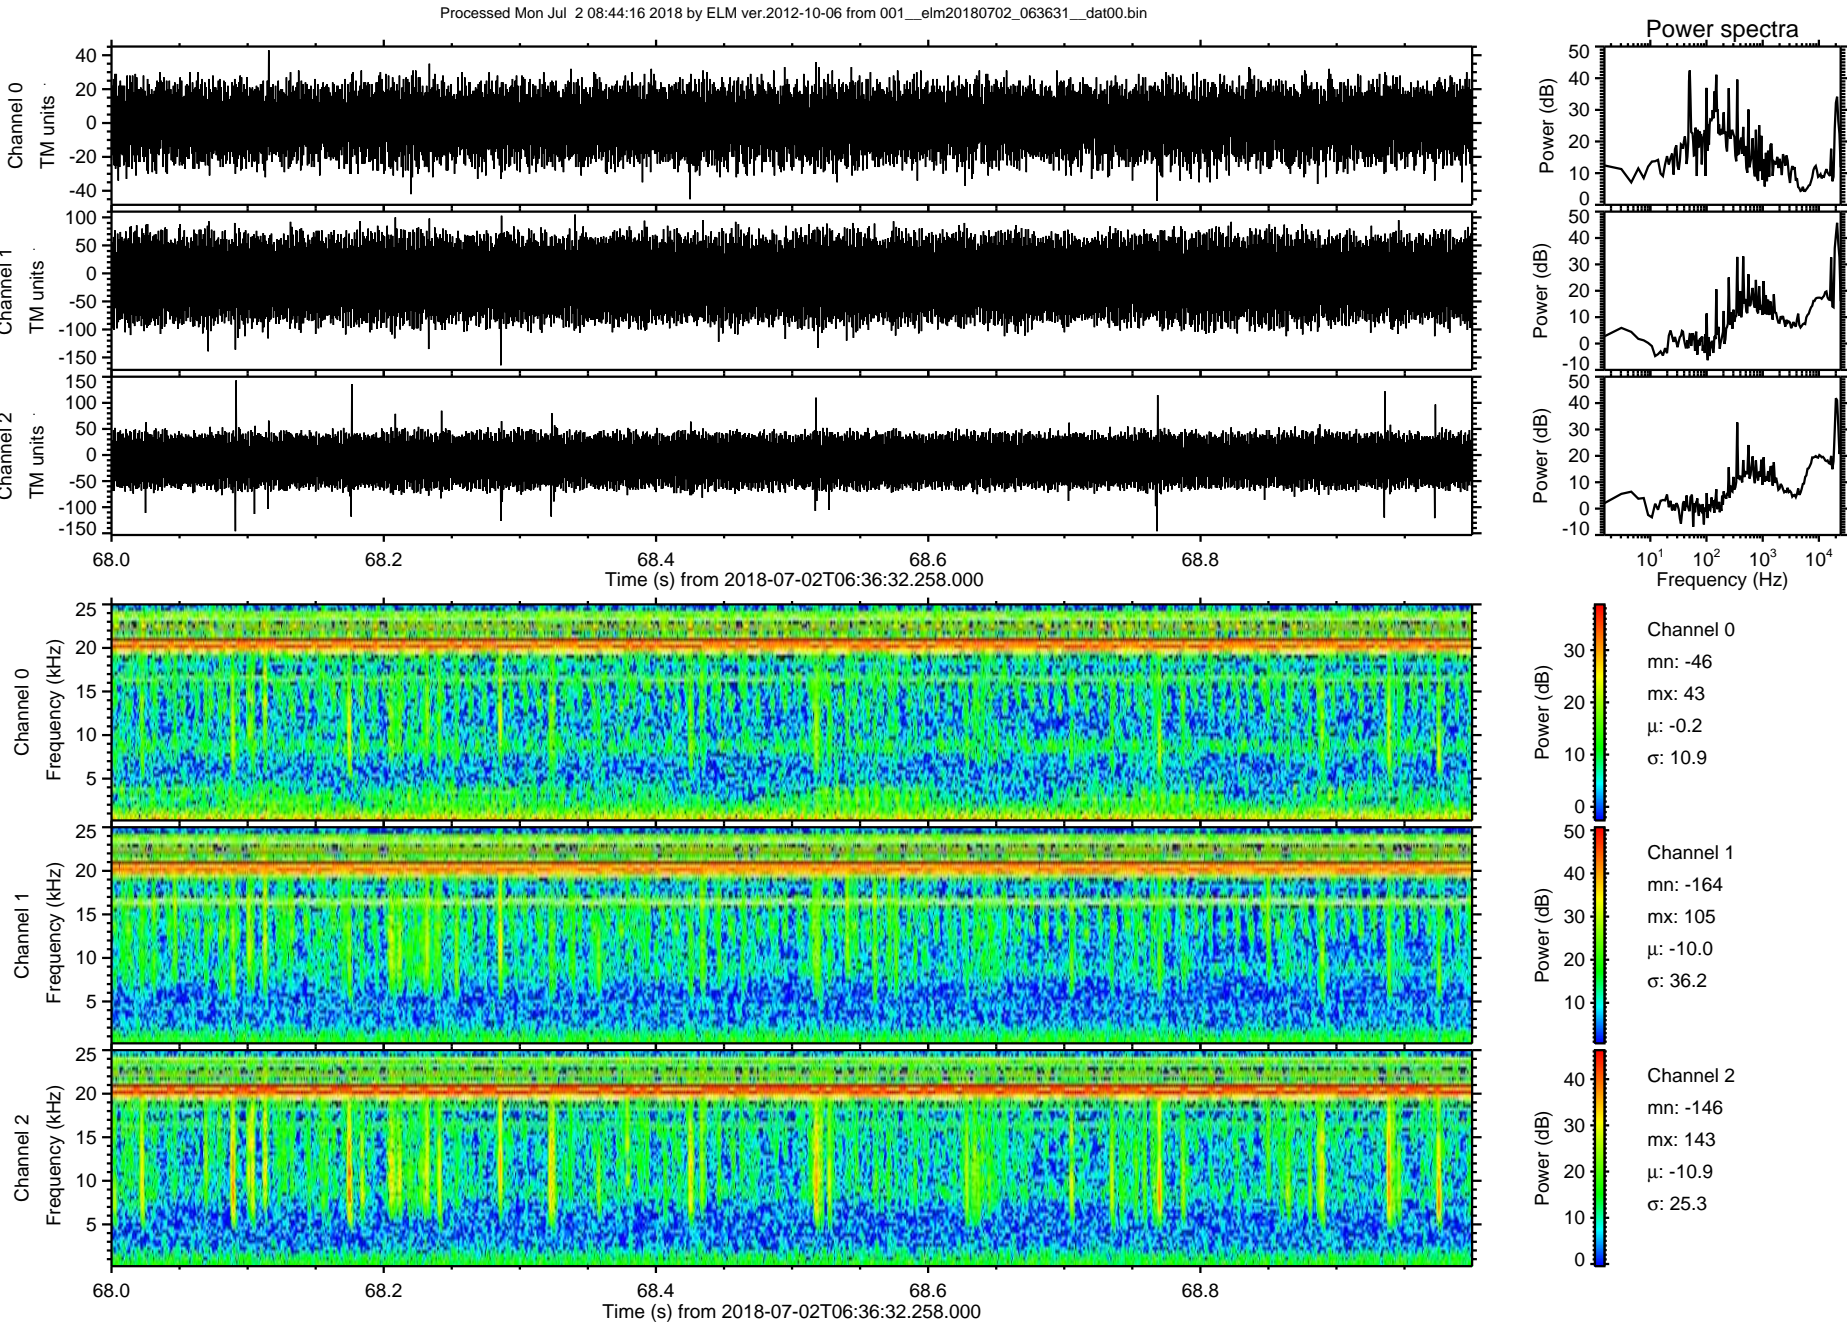 Processed Mon Jul  2 08:44:16 2018 by ELM ver.2012-10-06 from 001__elm20180702_063631__dat00.bin
Power spectra
Channel 0
TM units
40
20
0
-20
-40
Power (dB)
50
40
30
20
10
0
Channel 1
TM units
100
50
0
-50
-100
-150
Power (dB)
50
40
30
20
10
0
-10
Channel 2
TM units
150
100
50
0
-50
-100
-150
Power (dB)
50
40
30
20
10
0
-10
68.0 68.2 68.4 68.6 68.8
Time (s) from 2018-07-02T06:36:32.258.000
10^1 10^2 10^3 10^4
Frequency (Hz)
Channel 0
Frequency (kHz)
25
20
15
10
5
Power (dB)
30
20
10
0
Channel 0
mn: -46
mx: 43
μ: -0.2
σ: 10.9
Channel 1
Frequency (kHz)
25
20
15
10
5
Power (dB)
50
40
30
20
10
Channel 1
mn: -164
mx: 105
μ: -10.0
σ: 36.2
Channel 2
Frequency (kHz)
25
20
15
10
5
Power (dB)
40
30
20
10
0
Channel 2
mn: -146
mx: 143
μ: -10.9
σ: 25.3
68.0 68.2 68.4 68.6 68.8
Time (s) from 2018-07-02T06:36:32.258.000